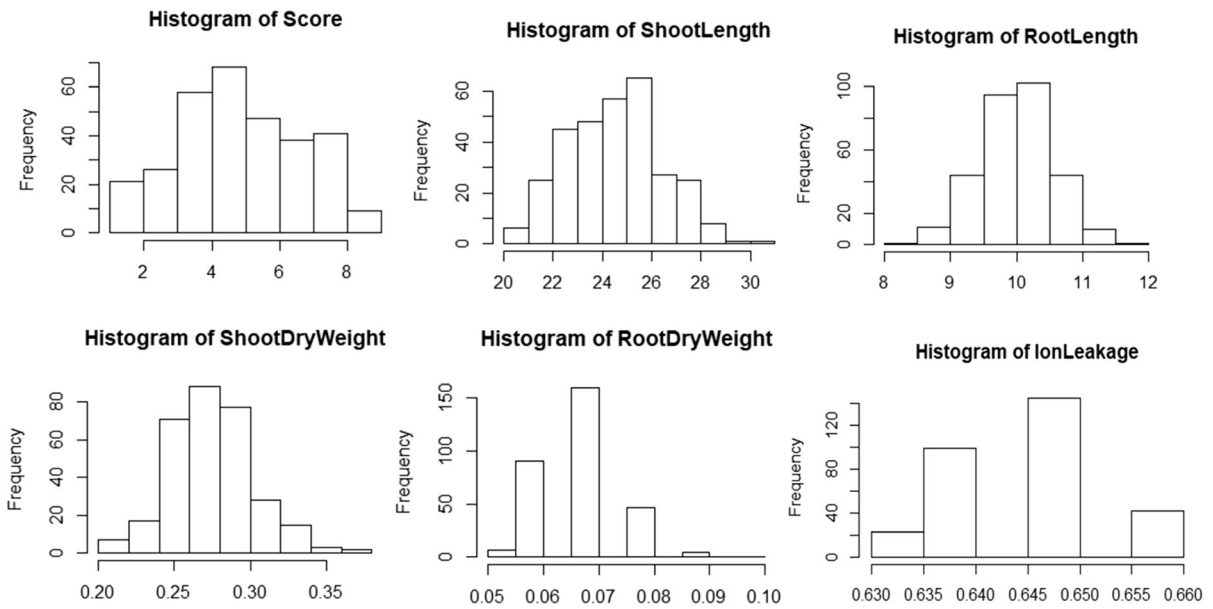 Histogram of Score
Frequency
0 20 40 60
2 4 6 8
Histogram of ShootLength
Frequency
0 20 40 60
20 22 24 26 28 30
Histogram of RootLength
Frequency
0 20 60 100
8 9 10 11 12
Histogram of ShootDryWeight
Frequency
0 20 40 60 80
0.20 0.25 0.30 0.35
Histogram of RootDryWeight
Frequency
0 50 100 150
0.05 0.06 0.07 0.08 0.09 0.10
Histogram of IonLeakage
Frequency
0 40 80 120
0.630 0.635 0.640 0.645 0.650 0.655 0.660